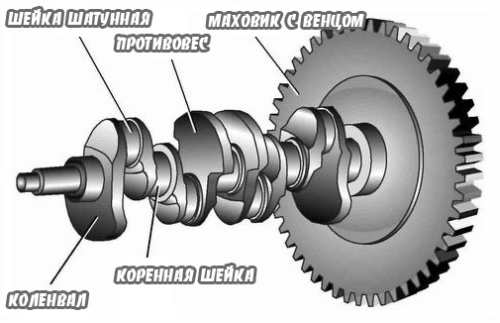 ШЕЙКА ШАТУННАЯ
МАХОВИК С ВЕНЦОМ
ПРОТИВОВЕС
КОРЕННАЯ ШЕЙКА
КОЛЕНВАЛ